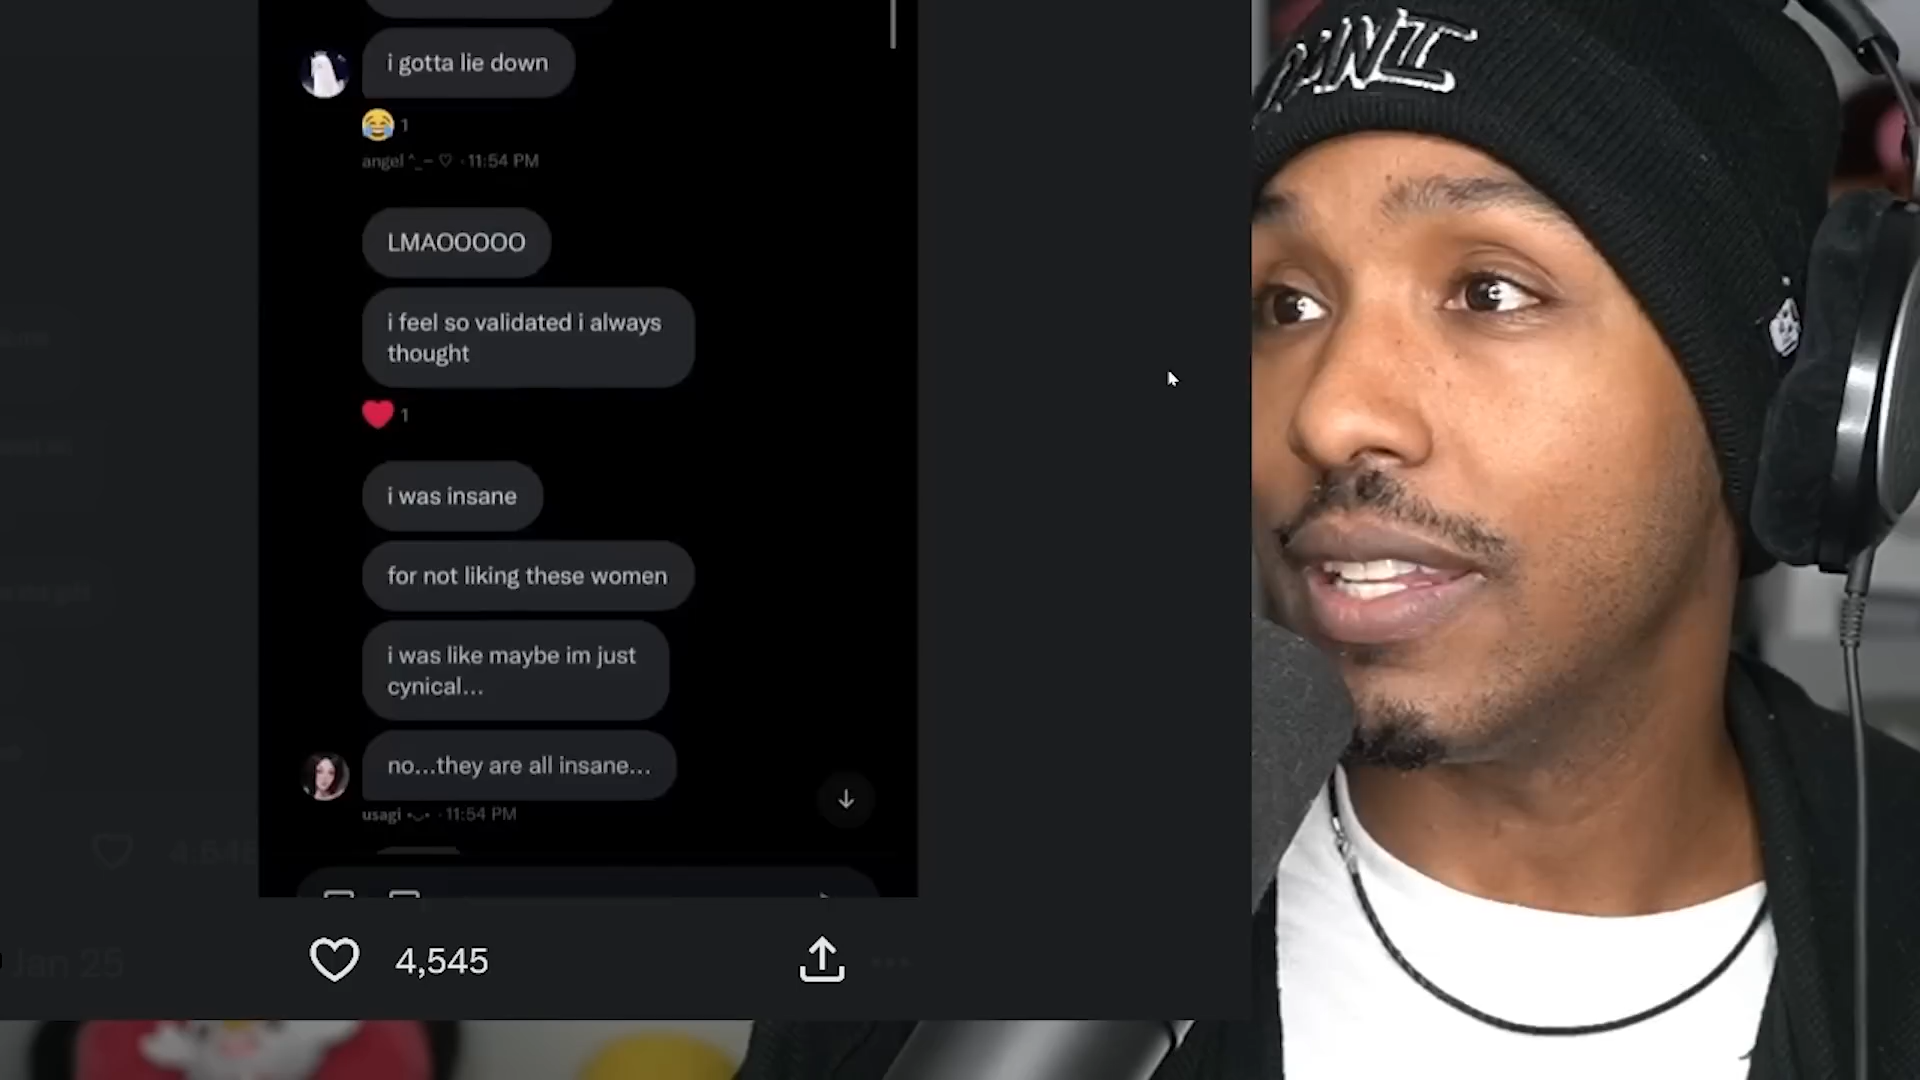 i gotta lie down
😂 1
angel ^_~ ♡ · 11:54 PM
LMAOOOOO
i feel so validated i always
thought
❤️ 1
i was insane
for not liking these women
i was like maybe im just
cynical...
no...they are all insane...
usagi •ᴗ• · 11:54 PM
4,545
Jan 25